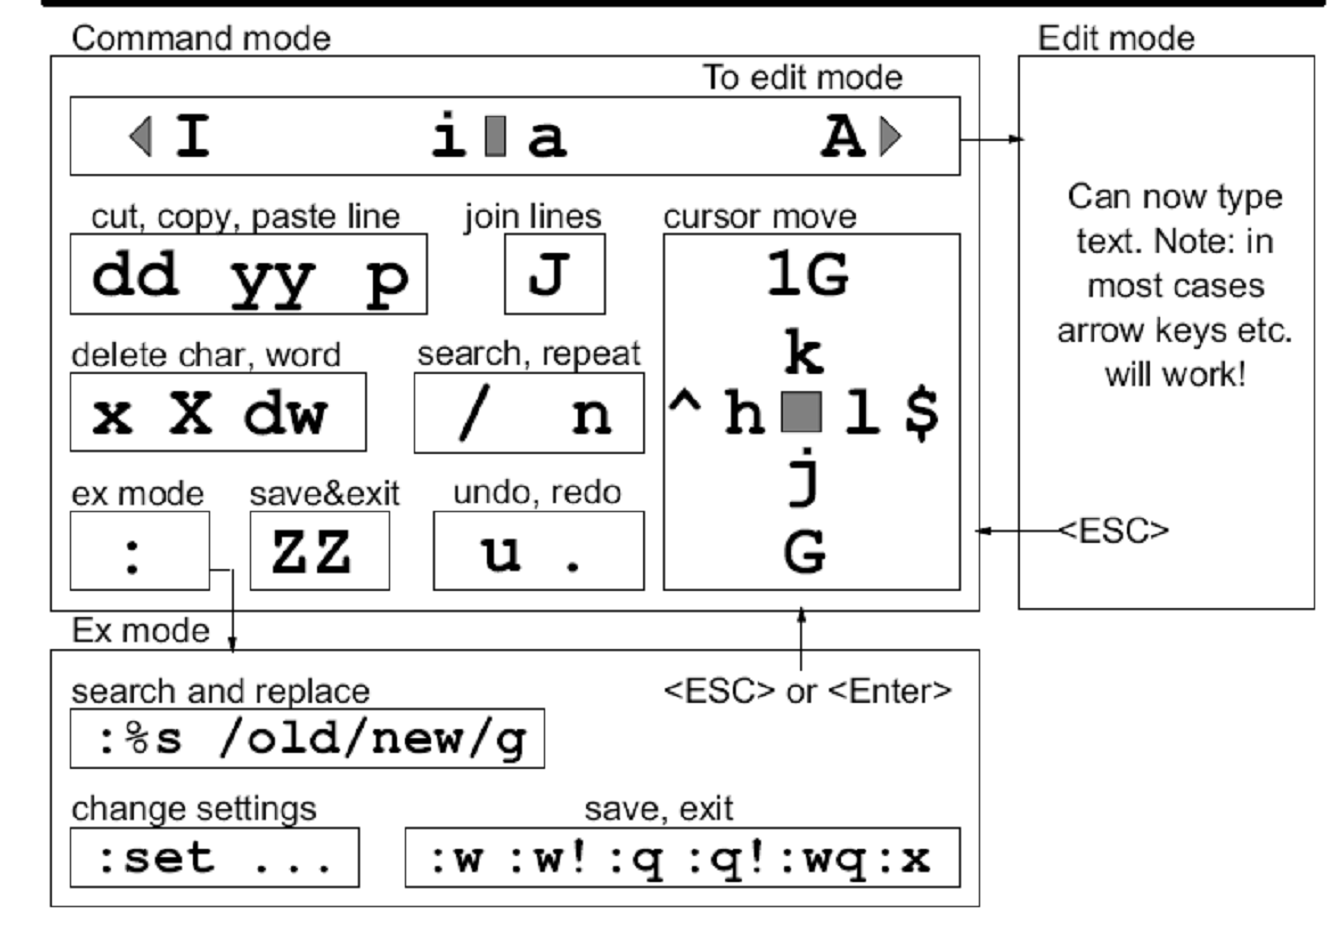 Command mode
Edit mode
To edit mode
I i a A
cut, copy, paste line
dd yy p
join lines
J
cursor move
1G
k
^ h l $
j
G
delete char, word
x X dw
search, repeat
/ n
ex mode
:
save&exit
ZZ
undo, redo
u .
Can now type
text. Note: in
most cases
arrow keys etc.
will work!
<ESC>
Ex mode
search and replace
:%s /old/new/g
<ESC> or <Enter>
change settings
:set ...
save, exit
:w :w! :q :q! :wq :x